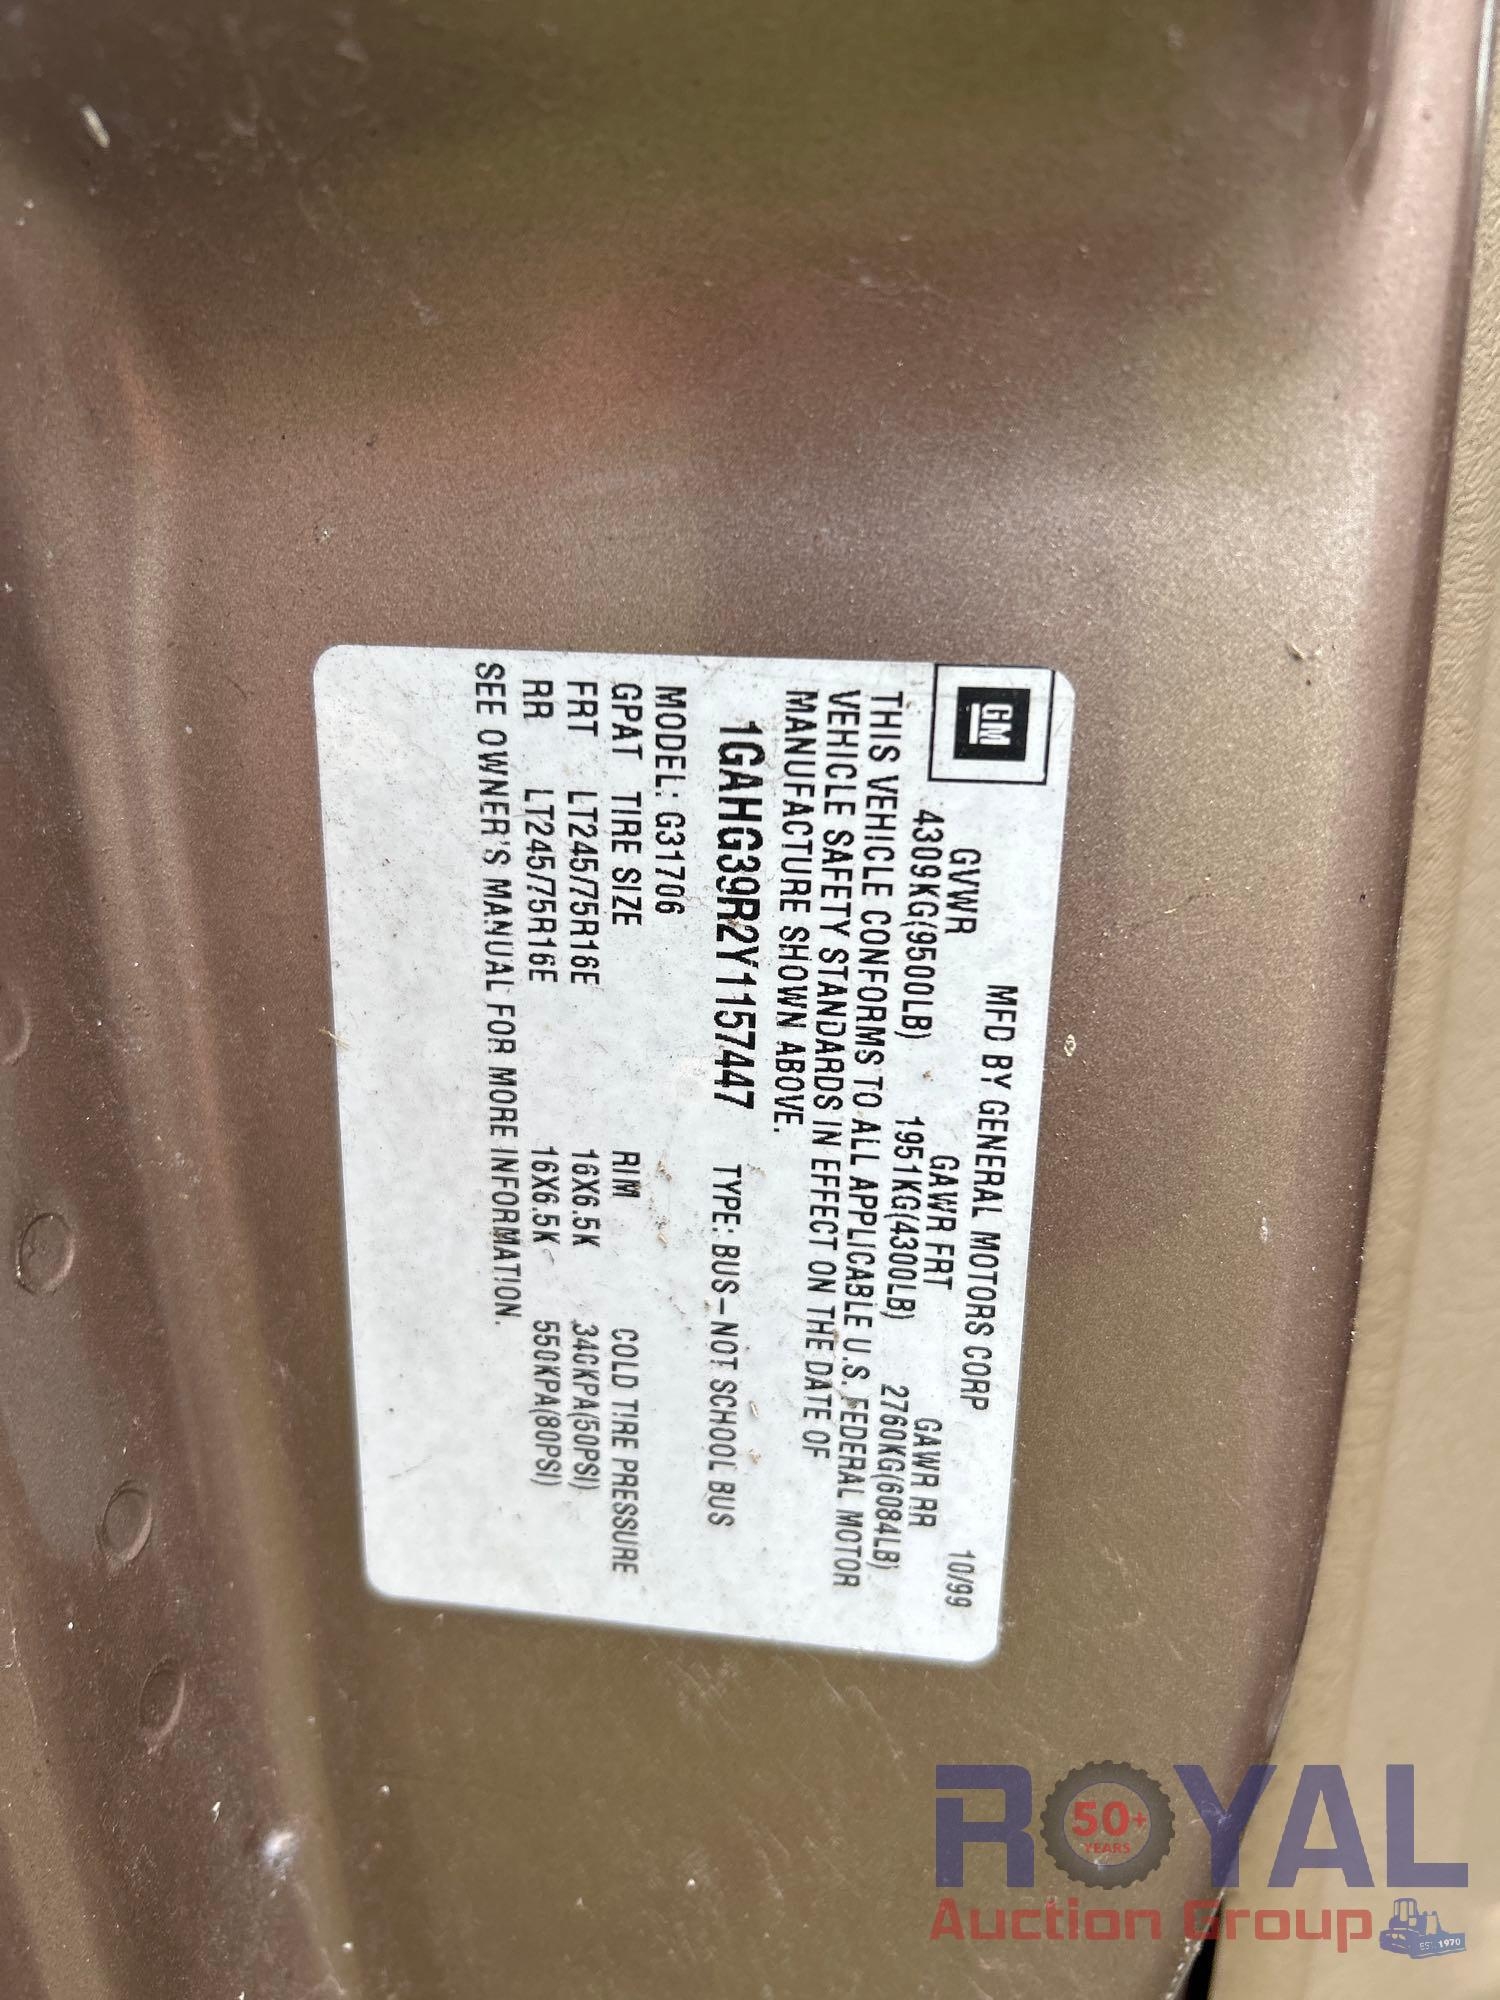 GM
MFD BY GENERAL MOTORS CORP 10/99
GVWR GAWR FRT GAWR RR
4309KG(9500LB) 1951KG(4300LB) 2760KG(6084LB)
THIS VEHICLE CONFORMS TO ALL APPLICABLE U.S. FEDERAL MOTOR
VEHICLE SAFETY STANDARDS IN EFFECT ON THE DATE OF
MANUFACTURE SHOWN ABOVE.
1GAHG39R2Y1157447 TYPE: BUS-NOT SCHOOL BUS
MODEL: G31706
GPAT TIRE SIZE RIM COLD TIRE PRESSURE
FRT LT245/75R16E 16X6.5K 340KPA(50PSI)
RR LT245/75R16E 16X6.5K 550KPA(80PSI)
SEE OWNER'S MANUAL FOR MORE INFORMATION.
ROYAL
50+
YEARS
Auction Group
EST. 1970